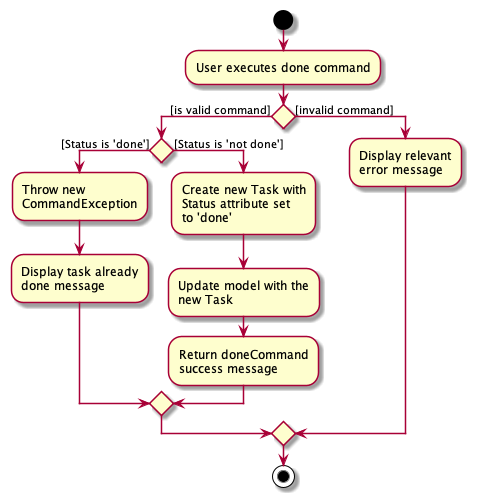 User executes done command
[is valid command]
[invalid command]
[Status is 'done']
[Status is 'not done']
Display relevant
error message
Throw new
CommandException
Create new Task with
Status attribute set
to 'done'
Display task already
done message
Update model with the
new Task
Return doneCommand
success message